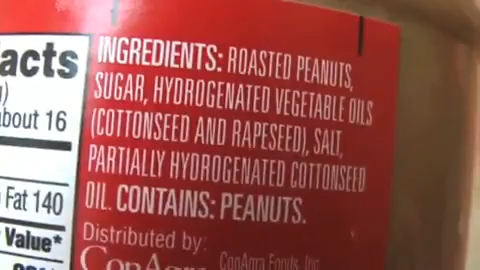 acts
)
about 16
Fat 140
Value*
INGREDIENTS: ROASTED PEANUTS,
SUGAR, HYDROGENATED VEGETABLE OILS
(COTTONSEED AND RAPESEED), SALT,
PARTIALLY HYDROGENATED COTTONSEED
OIL. CONTAINS: PEANUTS.
Distributed by:
ConAgra Foods, Inc.
ConAgra